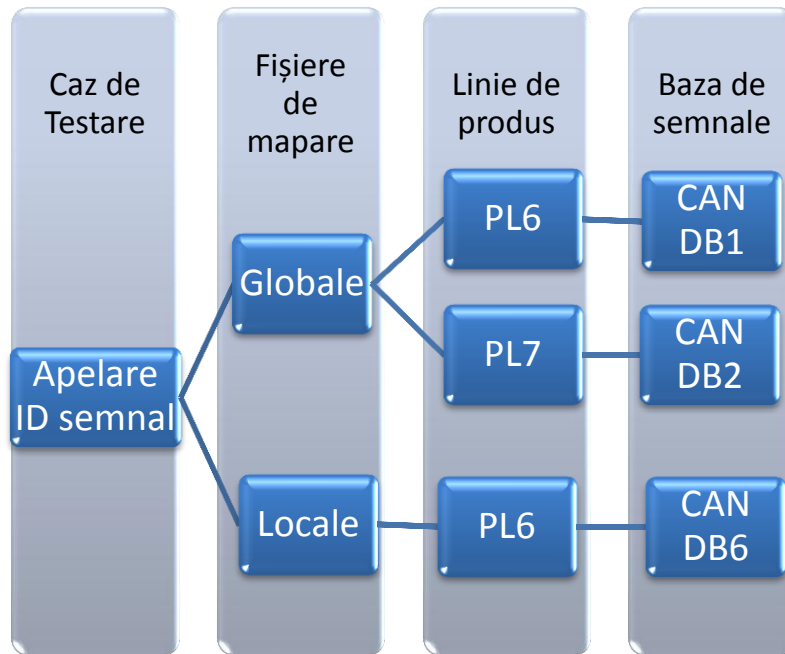 Caz de
Testare
Fișiere
de
mapare
Linie de
produs
Baza de
semnale
Apelare
ID semnal
Globale
Locale
PL6
PL7
PL6
CAN
DB1
CAN
DB2
CAN
DB6